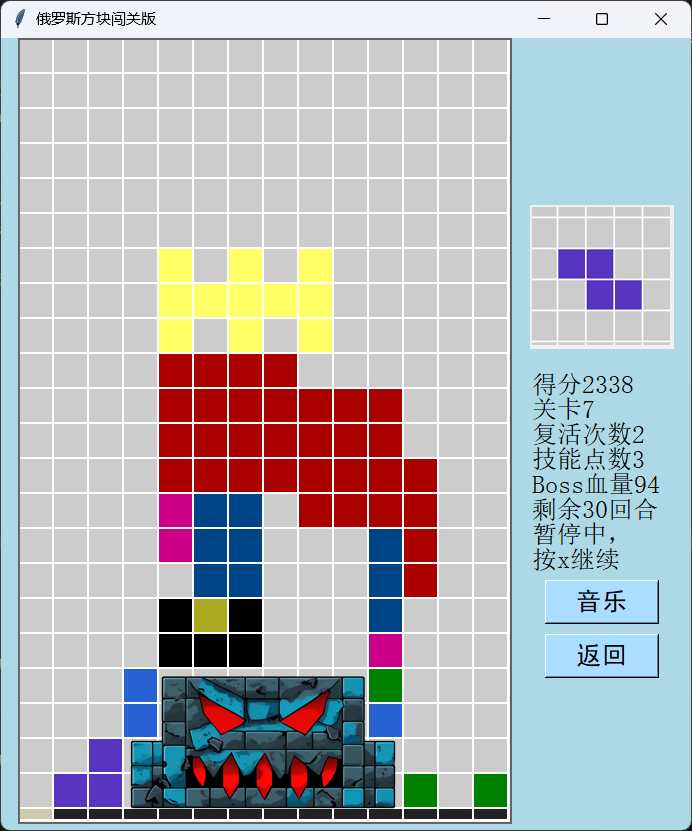 俄罗斯方块闯关版
得分2338
关卡7
复活次数2
技能点数3
Boss血量94
剩余30回合
暂停中，
按x继续
音乐
返回